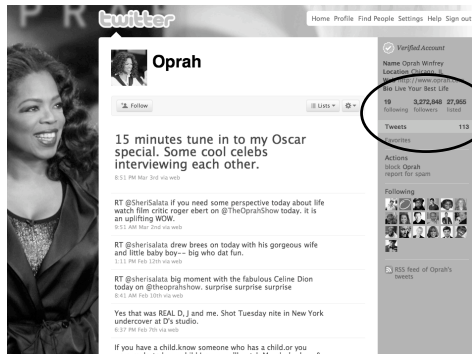 P R
twitter
Home Profile Find People Settings Help Sign out
Oprah
Follow
Lists
15 minutes tune in to my Oscar
special. Some cool celebs
interviewing each other.
8:51 PM Mar 3rd via web
RT @SheriSalata if you need some perspective today about life
watch film critic roger ebert on @TheOprahShow today. it is
an uplifting WOW.
9:51 AM Mar 2nd via web
RT @sherisalata drew brees on today with his gorgeous wife
and little baby boy-- big who dat fun.
1:11 PM Feb 12th via web
RT @sherisalata big moment with the fabulous Celine Dion
today on @theoprahshow. surprise surprise surprise
8:41 AM Feb 10th via web
Yes that was REAL D, J and me. Shot Tuesday nite in New York
undercover at D's studio.
6:37 PM Feb 7th via web
If you have a child.know someone who has a child.or you
Verified Account
Name Oprah Winfrey
Location Chicago,
Web http://www.oprah.co
Bio Live Your Best Life
19 3,272,848 27,955
following followers listed
Tweets 113
Favorites
Actions
block Oprah
report for spam
Following
RSS feed of Oprah's
tweets